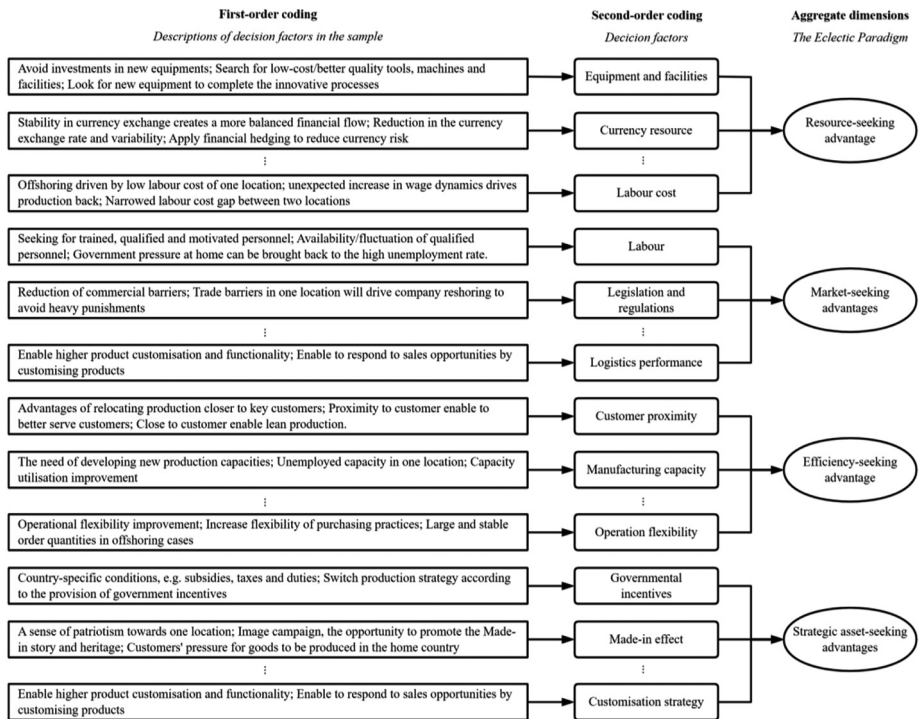 First-order coding
Descriptions of decision factors in the sample
Second-order coding
Decicion factors
Aggregate dimensions
The Eclectic Paradigm
Avoid investments in new equipments; Search for low-cost/better quality tools, machines and
facilities; Look for new equipment to complete the innovative processes
Equipment and facilities
Stability in currency exchange creates a more balanced financial flow; Reduction in the currency
exchange rate and variability; Apply financial hedging to reduce currency risk
Currency resource
Resource-seeking
advantage
Offshoring driven by low labour cost of one location; unexpected increase in wage dynamics drives
production back; Narrowed labour cost gap between two locations
Labour cost
Seeking for trained, qualified and motivated personnel; Availability/fluctuation of qualified
personnel; Government pressure at home can be brought back to the high unemployment rate.
Labour
Reduction of commercial barriers; Trade barriers in one location will drive company reshoring to
avoid heavy punishments
Legislation and
regulations
Market-seeking
advantages
Enable higher product customisation and functionality; Enable to respond to sales opportunities by
customising products
Logistics performance
Advantages of relocating production closer to key customers; Proximity to customer enable to
better serve customers; Close to customer enable lean production.
Customer proximity
The need of developing new production capacities; Unemployed capacity in one location; Capacity
utilisation improvement
Manufacturing capacity
Efficiency-seeking
advantage
Operational flexibility improvement; Increase flexibility of purchasing practices; Large and stable
order quantities in offshoring cases
Operation flexibility
Country-specific conditions, e.g. subsidies, taxes and duties; Switch production strategy according
to the provision of government incentives
Governmental
incentives
A sense of patriotism towards one location; Image campaign, the opportunity to promote the Made-
in story and heritage; Customers' pressure for goods to be produced in the home country
Made-in effect
Strategic asset-seeking
advantages
Enable higher product customisation and functionality; Enable to respond to sales opportunities by
customising products
Customisation strategy